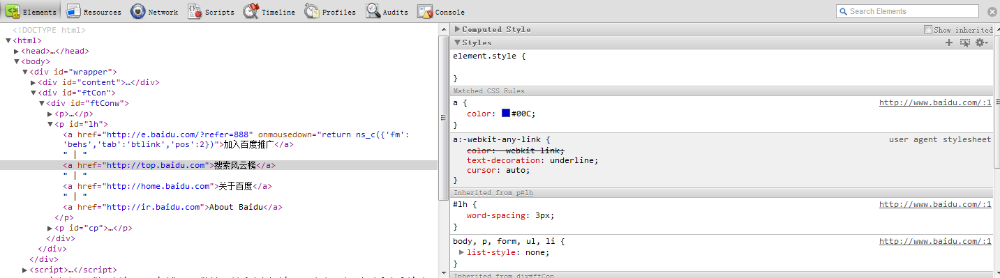 Elements Resources Network Scripts Timeline Profiles Audits Console Search Elements
<!DOCTYPE html>
<html>
<head>…</head>
<body>
<div id="wrapper">
<div id="content">…</div>
<div id="ftCon">
<div id="ftConw">
<p>…</p>
<p id="lh">
<a href="http://e.baidu.com/?refer=888" onmousedown="return ns_c({'fm':
'behs','tab':'btlink','pos':2})">加入百度推广</a>
" | "
<a href="http://top.baidu.com">搜索风云榜</a>
" | "
<a href="http://home.baidu.com">关于百度</a>
" | "
<a href="http://ir.baidu.com">About Baidu</a>
</p>
<p id="cp">…</p>
</div>
</div>
</div>
<script>…</script>
Computed Style Show inherited
Styles
element.style {
}
Matched CSS Rules
a { http://www.baidu.com/:1
color: #00C;
}
a:-webkit-any-link { user agent stylesheet
color: -webkit-link;
text-decoration: underline;
cursor: auto;
}
Inherited from p#lh
#lh { http://www.baidu.com/:1
word-spacing: 3px;
}
body, p, form, ul, li { http://www.baidu.com/:1
list-style: none;
}
Inherited from div#ftCon